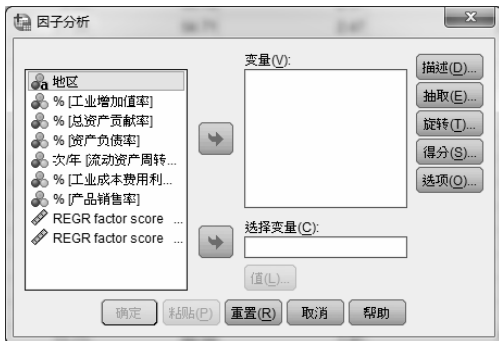 因子分析
地区
% [工业增加值率]
% [总资产贡献率]
% [资产负债率]
次/年 [流动资产周转...
% [工业成本费用利...
% [产品销售率]
REGR factor score ...
REGR factor score ...
变量(V):
选择变量(C):
值(L)...
描述(D)...
抽取(E)...
旋转(T)...
得分(S)...
选项(O)...
确定
粘贴(P)
重置(R)
取消
帮助